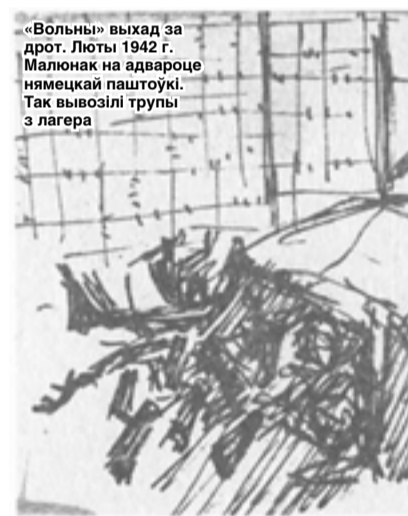 «Вольны» выхад за
дрот. Люты 1942 г.
Малюнак на адвароце
нямецкай паштоўкі.
Так вывозілі трупы
з лагера